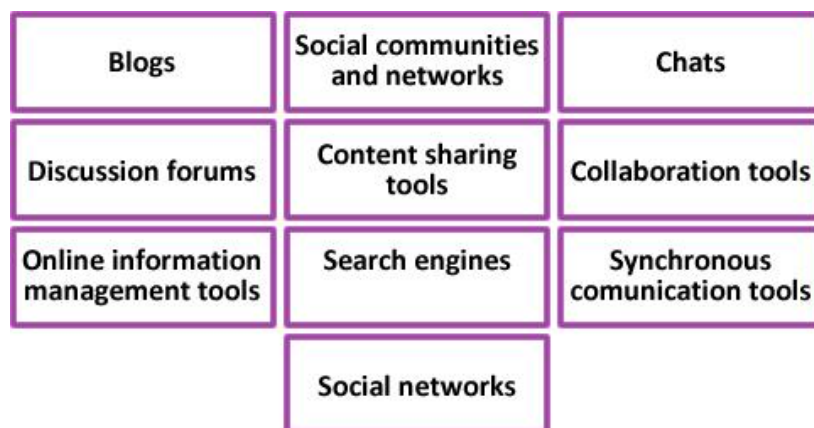 Blogs
Social communities
and networks
Chats
Discussion forums
Content sharing
tools
Collaboration tools
Online information
management tools
Search engines
Synchronous
comunication tools
Social networks